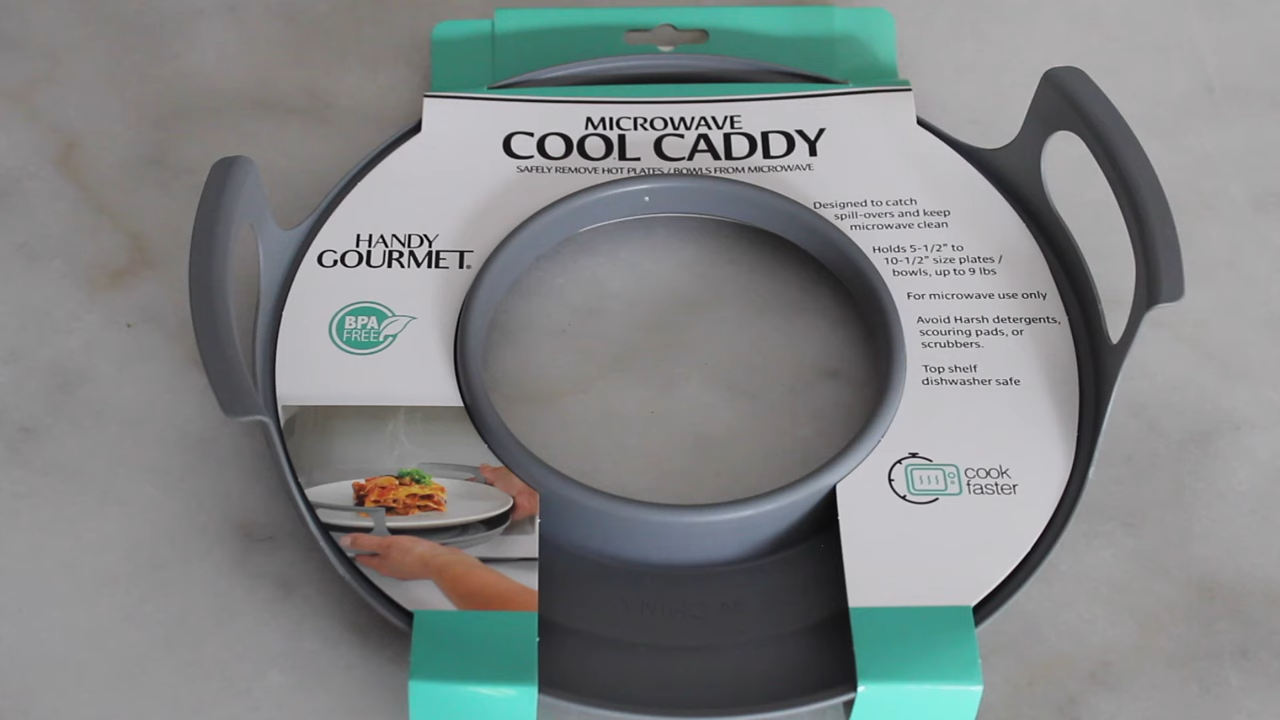 MICROWAVE
COOL CADDY
SAFELY REMOVE HOT PLATES / BOWLS FROM MICROWAVE
HANDY
GOURMET®
BPA
FREE
Designed to catch
spill-overs and keep
microwave clean
Holds 5-1/2" to
10-1/2" size plates /
bowls, up to 9 lbs
For microwave use only
Avoid Harsh detergents,
scouring pads, or
scrubbers.
Top shelf
dishwasher safe
cook
faster